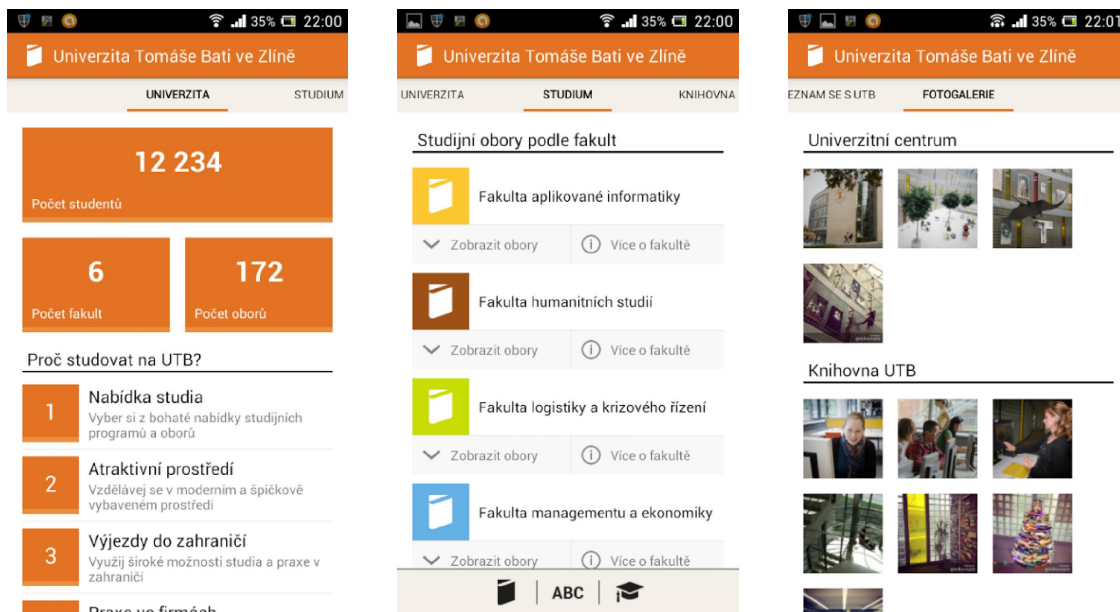 35% 22:00
Univerzita Tomáše Bati ve Zlíně
UNIVERZITA STUDIUM
12 234
Počet studentů
6
Počet fakult
172
Počet oborů
Proč studovat na UTB?
1
Nabídka studia
Vyber si z bohaté nabídky studijních
programů a oborů
2
Atraktivní prostředí
Vzdělávej se v moderním a špičkově
vybaveném prostředí
3
Výjezdy do zahraničí
Využij široké možnosti studia a praxe v
zahraničí
Praxe ve firmách
35% 22:00
Univerzita Tomáše Bati ve Zlíně
UNIVERZITA STUDIUM KNIHOVNA
Studijní obory podle fakult
Fakulta aplikované informatiky
Zobrazit obory Více o fakultě
Fakulta humanitních studií
Zobrazit obory Více o fakultě
Fakulta logistiky a krizového řízení
Zobrazit obory Více o fakultě
Fakulta managementu a ekonomiky
Zobrazit obory Více o fakultě
ABC
35% 22:01
Univerzita Tomáše Bati ve Zlíně
EZNAM SE S UTB FOTOGALERIE
Univerzitní centrum
Knihovna UTB